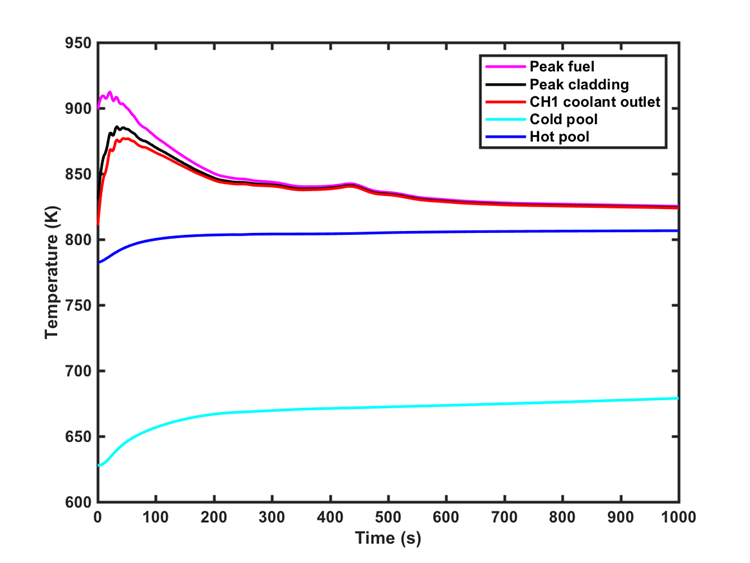 950
900
850
800
750
700
650
600
Temperature (K)
Peak fuel
Peak cladding
CH1 coolant outlet
Cold pool
Hot pool
0 100 200 300 400 500 600 700 800 900 1000
Time (s)